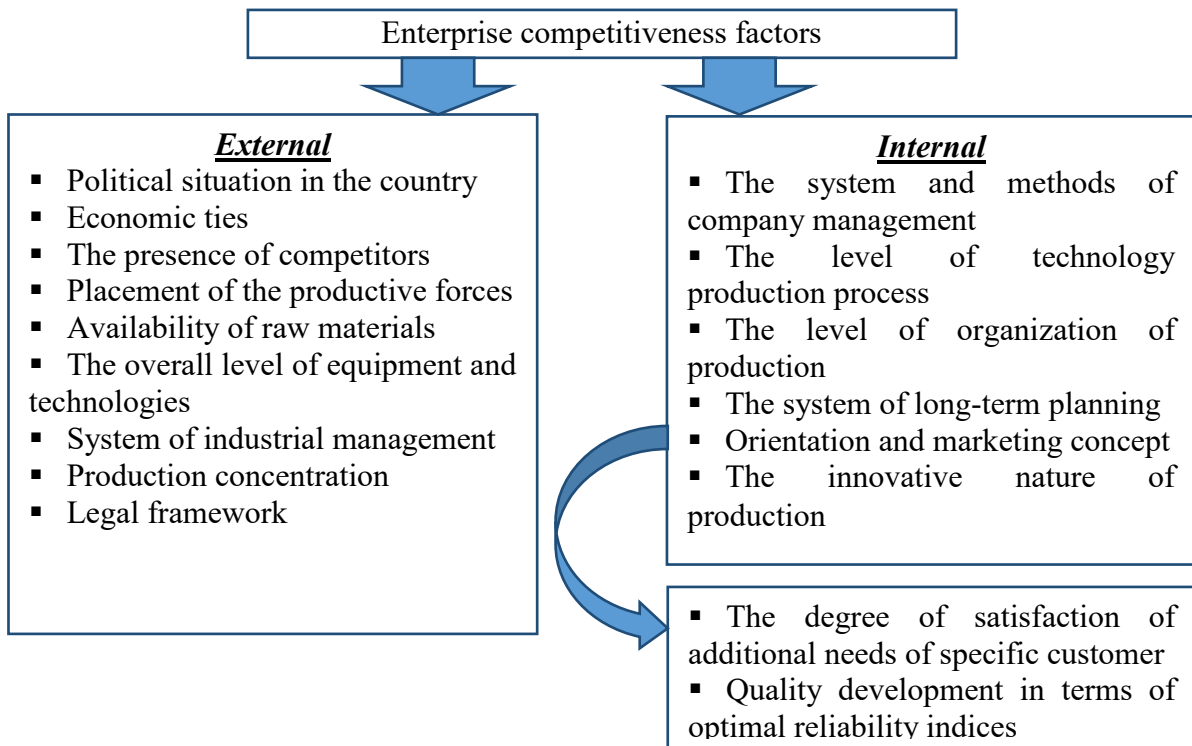 Enterprise competitiveness factors
External
▪ Political situation in the country
▪ Economic ties
▪ The presence of competitors
▪ Placement of the productive forces
▪ Availability of raw materials
▪ The overall level of equipment and
technologies
▪ System of industrial management
▪ Production concentration
▪ Legal framework
Internal
▪ The system and methods of
company management
▪ The level of technology
production process
▪ The level of organization of
production
▪ The system of long-term planning
▪ Orientation and marketing concept
▪ The innovative nature of
production
▪ The degree of satisfaction of
additional needs of specific customer
▪ Quality development in terms of
optimal reliability indices